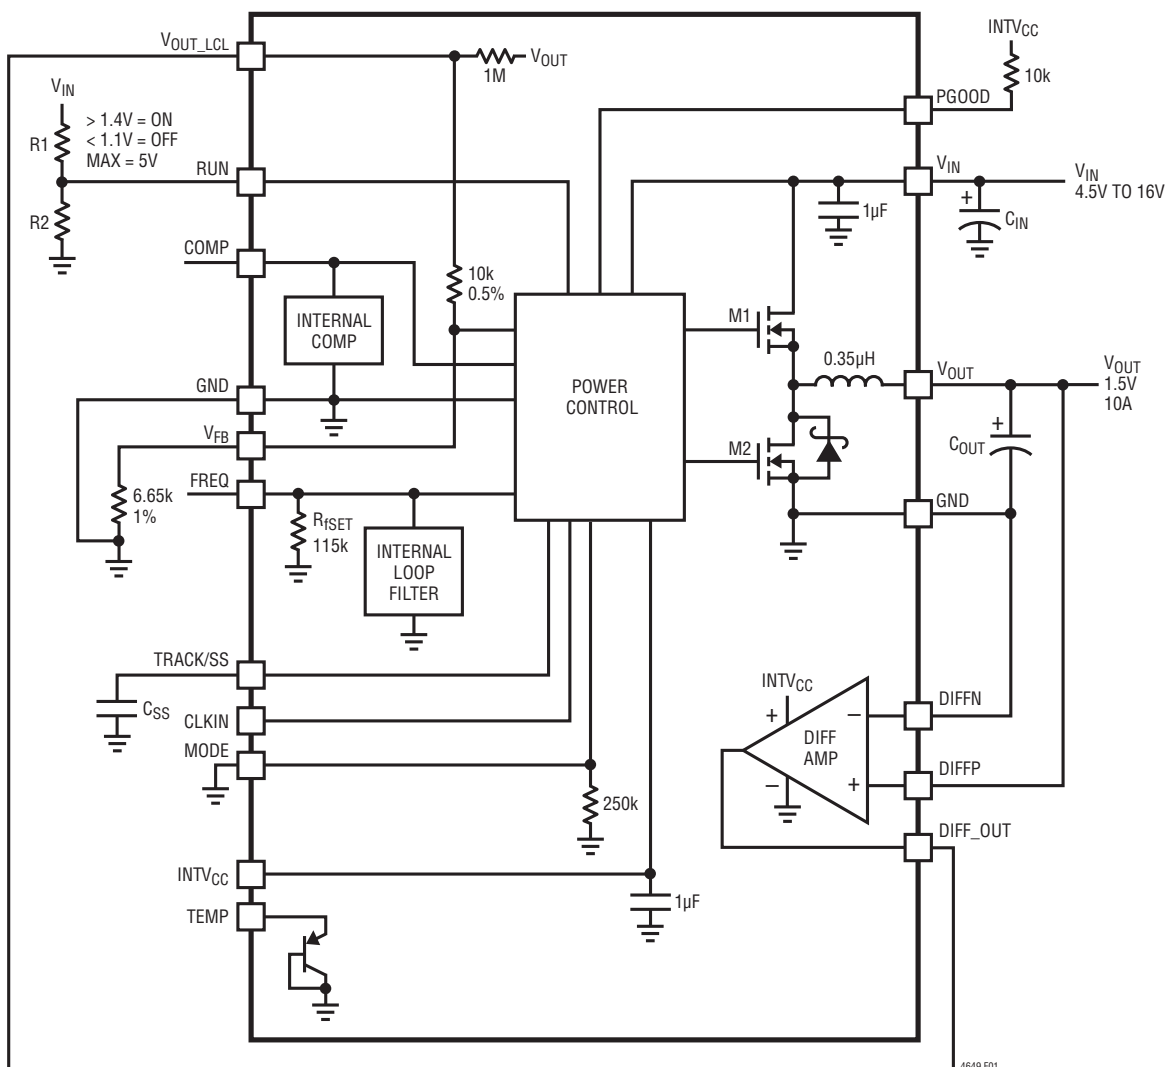 VOUT_LCL
1M
VOUT
INTVCC
10k
PGOOD
VIN
R1
> 1.4V = ON
< 1.1V = OFF
MAX = 5V
RUN
R2
VIN
VIN
4.5V TO 16V
1µF
CIN
COMP
10k
0.5%
INTERNAL
COMP
M1
0.35µH
VOUT
VOUT
1.5V
10A
POWER
CONTROL
GND
VFB
M2
COUT
FREQ
6.65k
1%
RfSET
115k
INTERNAL
LOOP
FILTER
GND
TRACK/SS
CSS
CLKIN
MODE
250k
INTVCC
+
–
DIFF
AMP
–
+
DIFFN
DIFFP
DIFF_OUT
INTVCC
1µF
TEMP
+
+
4649 F01